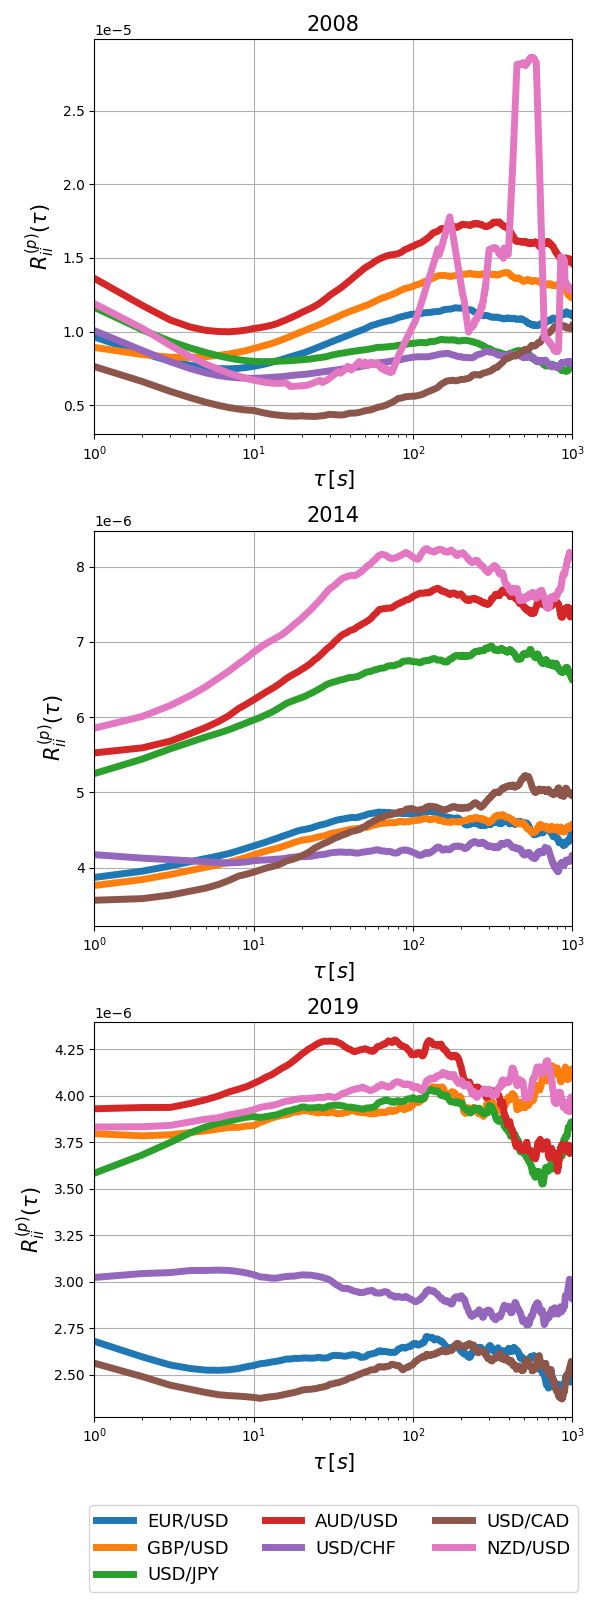 2008
1e−5
2.5
2.0
1.5
1.0
0.5
R_{ii}^{(p)}(τ)
10^0 10^1 10^2 10^3
τ [s]
2014
1e−6
8
7
6
5
4
R_{ii}^{(p)}(τ)
10^0 10^1 10^2 10^3
τ [s]
2019
1e−6
4.25
4.00
3.75
3.50
3.25
3.00
2.75
2.50
R_{ii}^{(p)}(τ)
10^0 10^1 10^2 10^3
τ [s]
EUR/USD AUD/USD USD/CAD
GBP/USD USD/CHF NZD/USD
USD/JPY